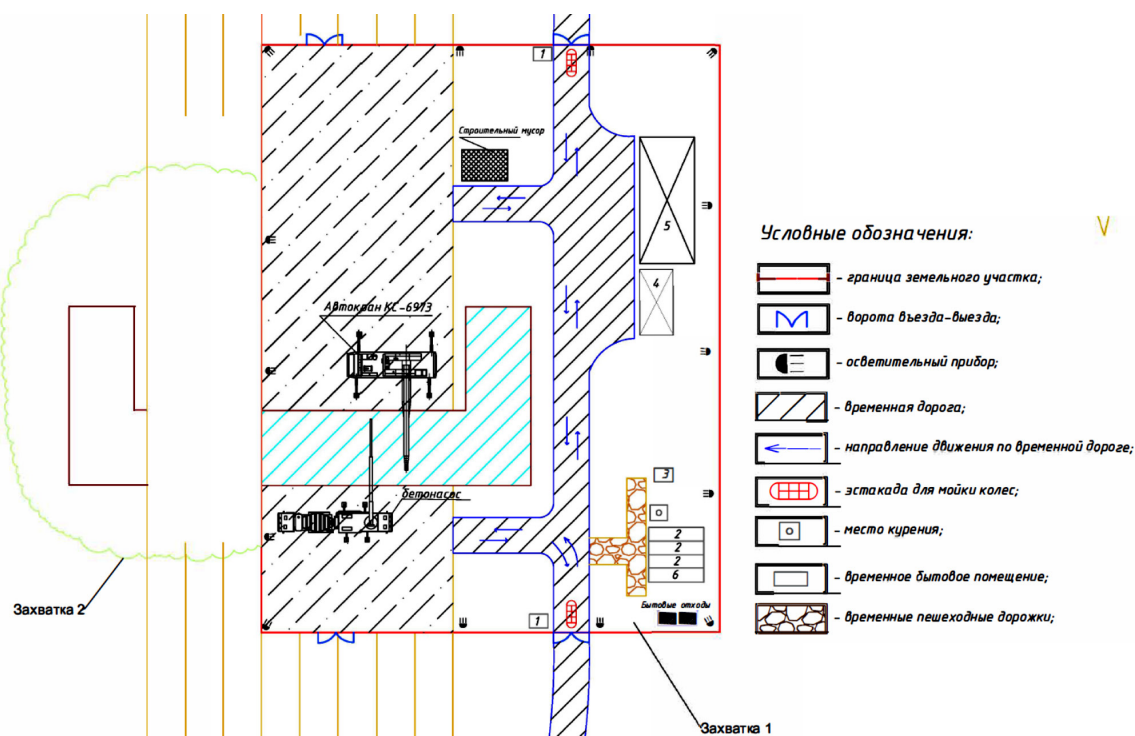 1
Строительный мусор
5
4
Автокран КС-6973
бетонасос
3
2
2
2
6
Бытовые отходы
1
Захватка 2
Захватка 1
Условные обозначения:
- граница земельного участка;
- ворота въезда-выезда;
- осветительный прибор;
- временная дорога;
- направление движения по временной дороге;
- эстакада для мойки колес;
- место курения;
- временное бытовое помещение;
- временные пешеходные дорожки;